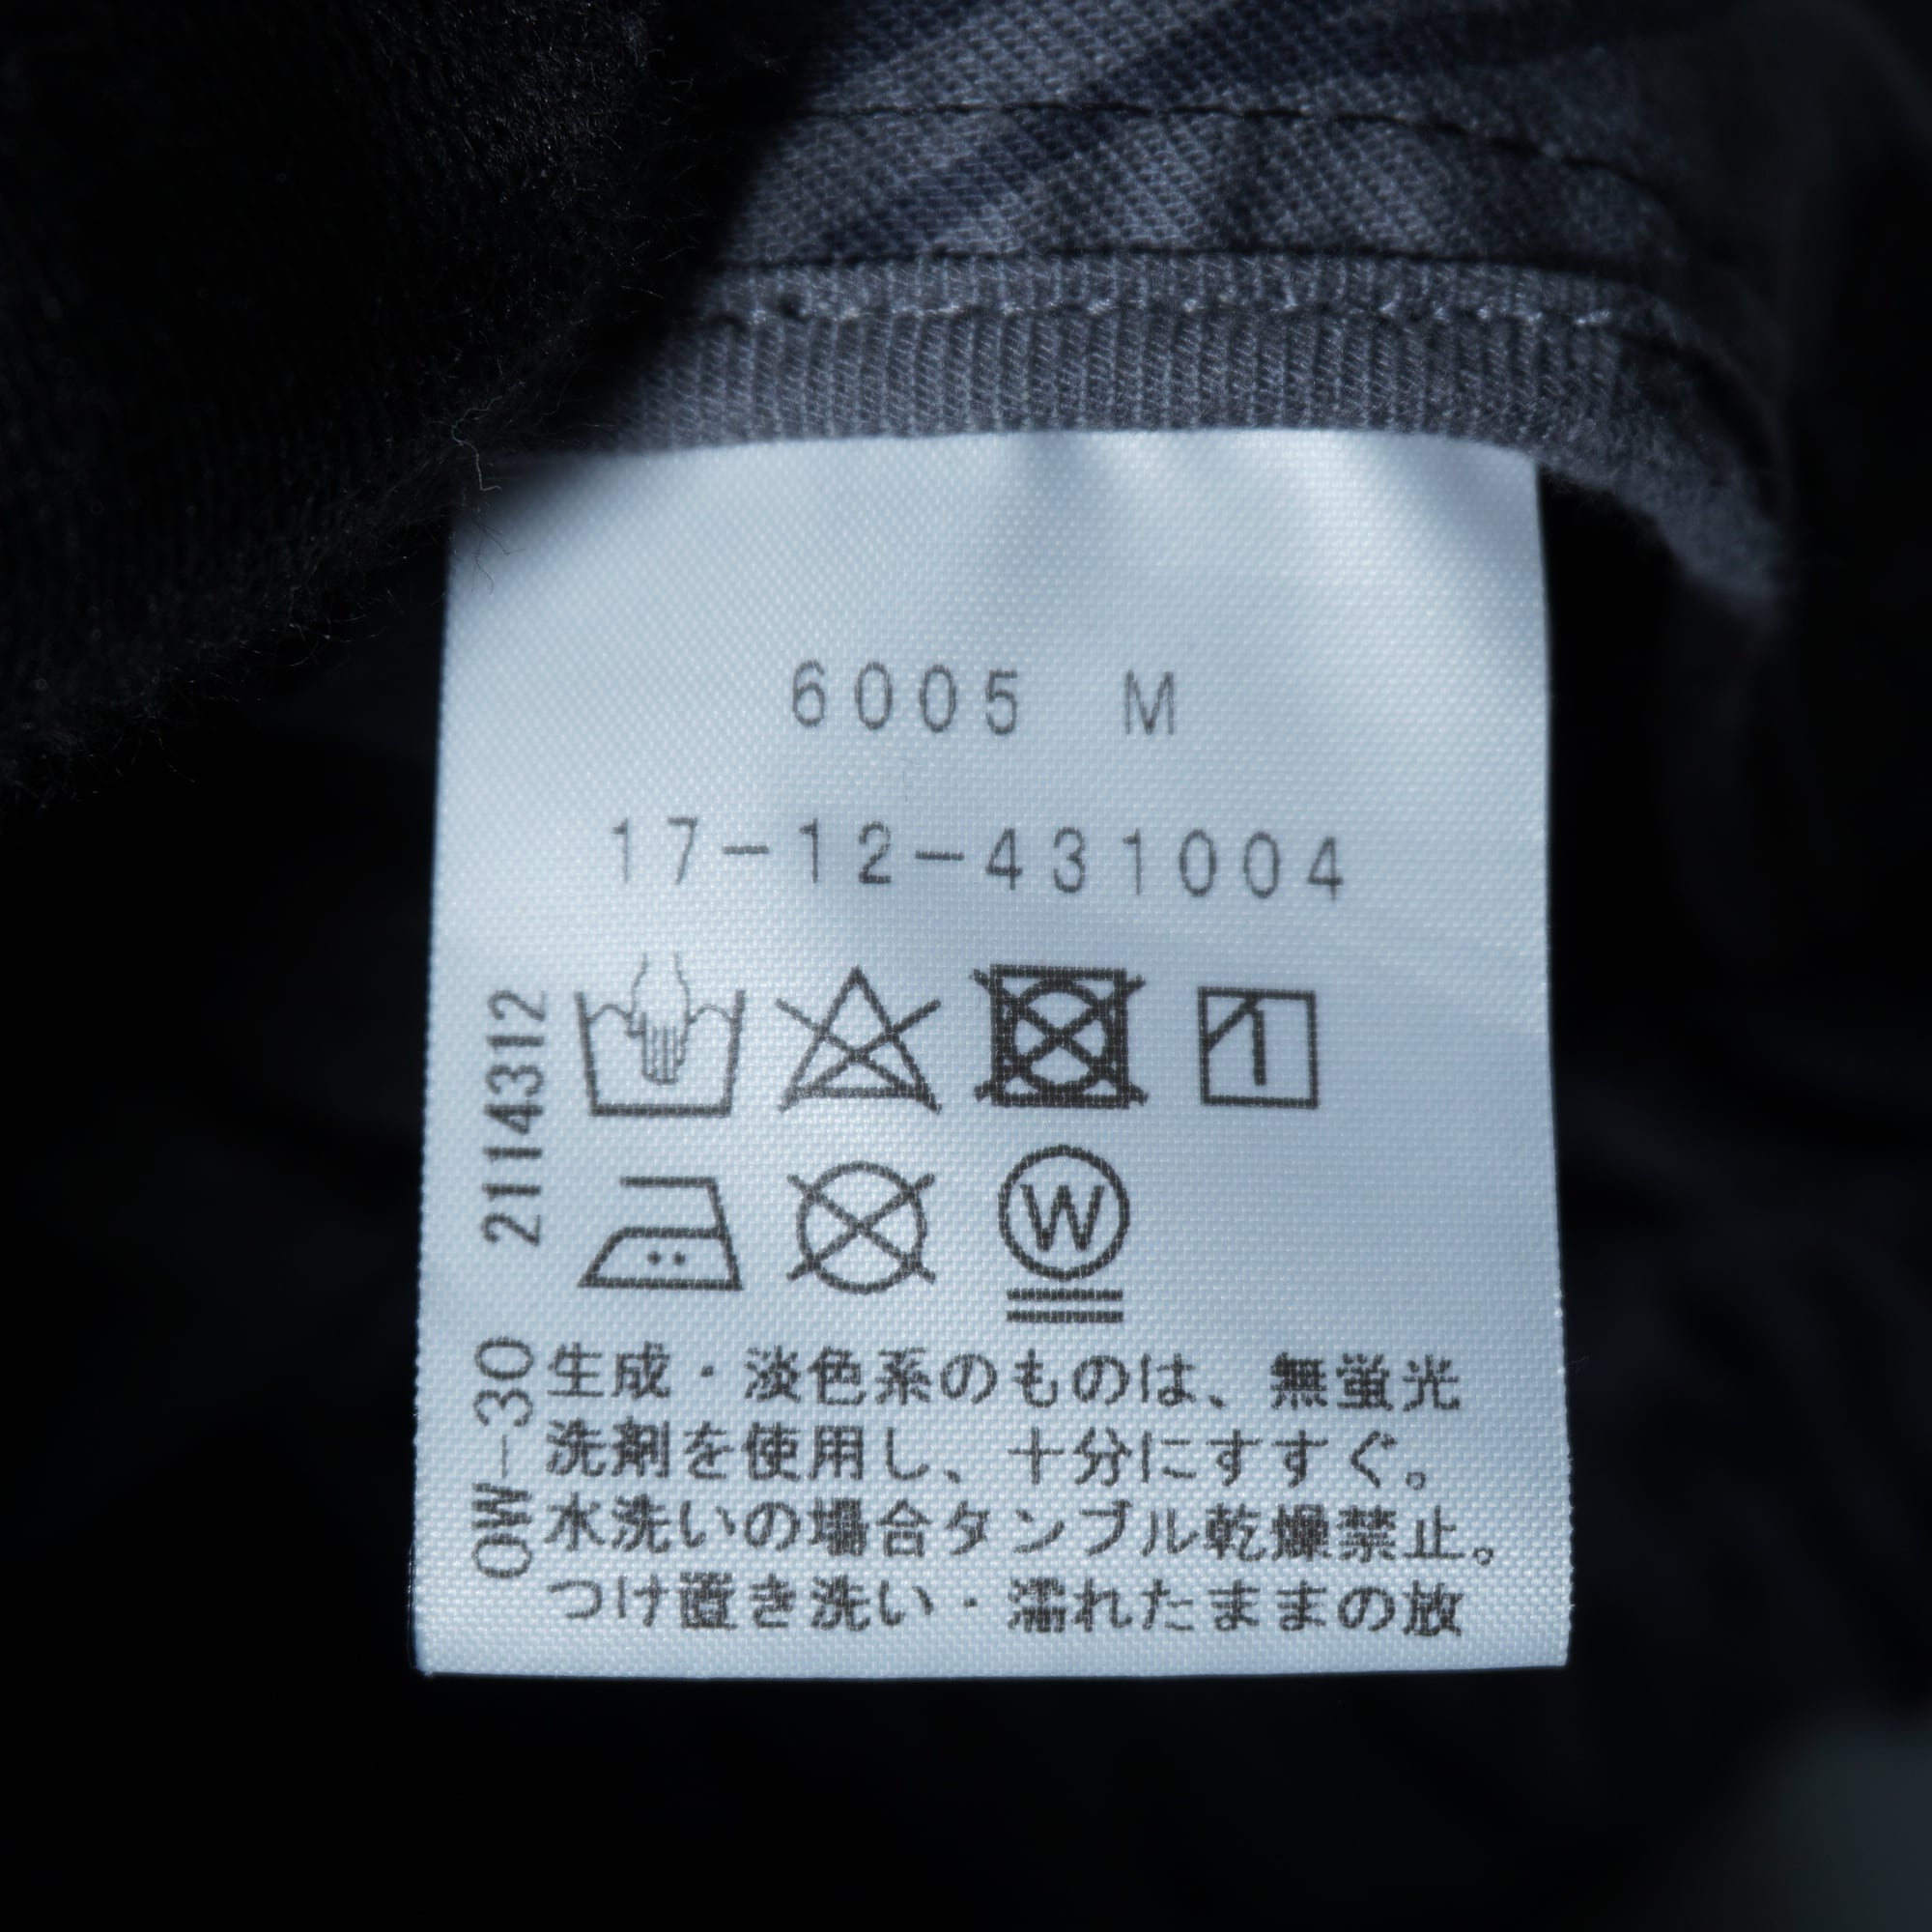 6005 M
17-12-431004
2114312
W
0W-30
生成・淡色系のものは、無蛍光
洗剤を使用し、十分にすすぐ。
水洗いの場合タンブル乾燥禁止。
つけ置き洗い・濡れたままの放